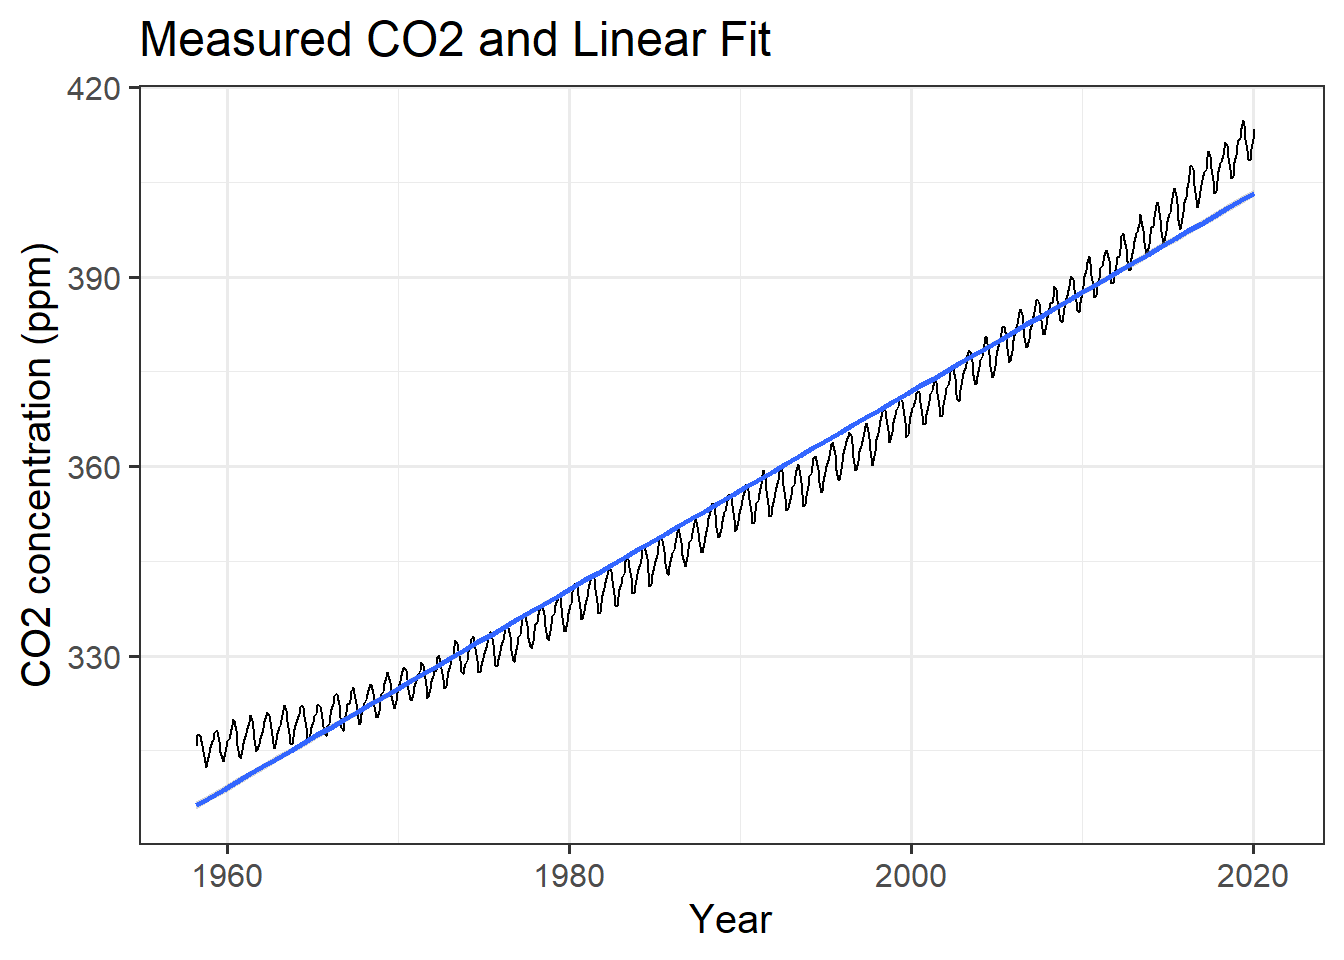 Measured CO2 and Linear Fit
420
390
360
330
CO2 concentration (ppm)
1960 1980 2000 2020
Year